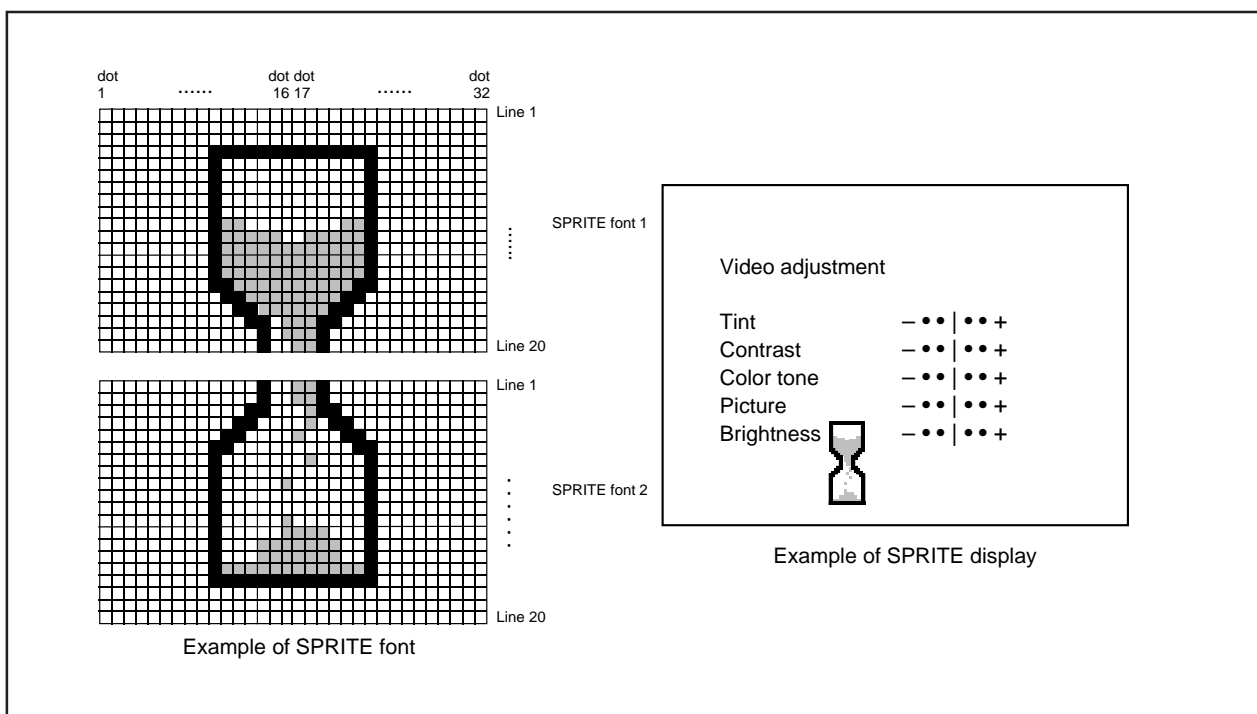 dot dot dot dot
1 ······ 16 17 ······ 32
Line 1
SPRITE font 1
Line 20
Line 1
SPRITE font 2
Line 20
Example of SPRITE font
Video adjustment
Tint – • • | • • +
Contrast – • • | • • +
Color tone – • • | • • +
Picture – • • | • • +
Brightness – • • | • • +
Example of SPRITE display